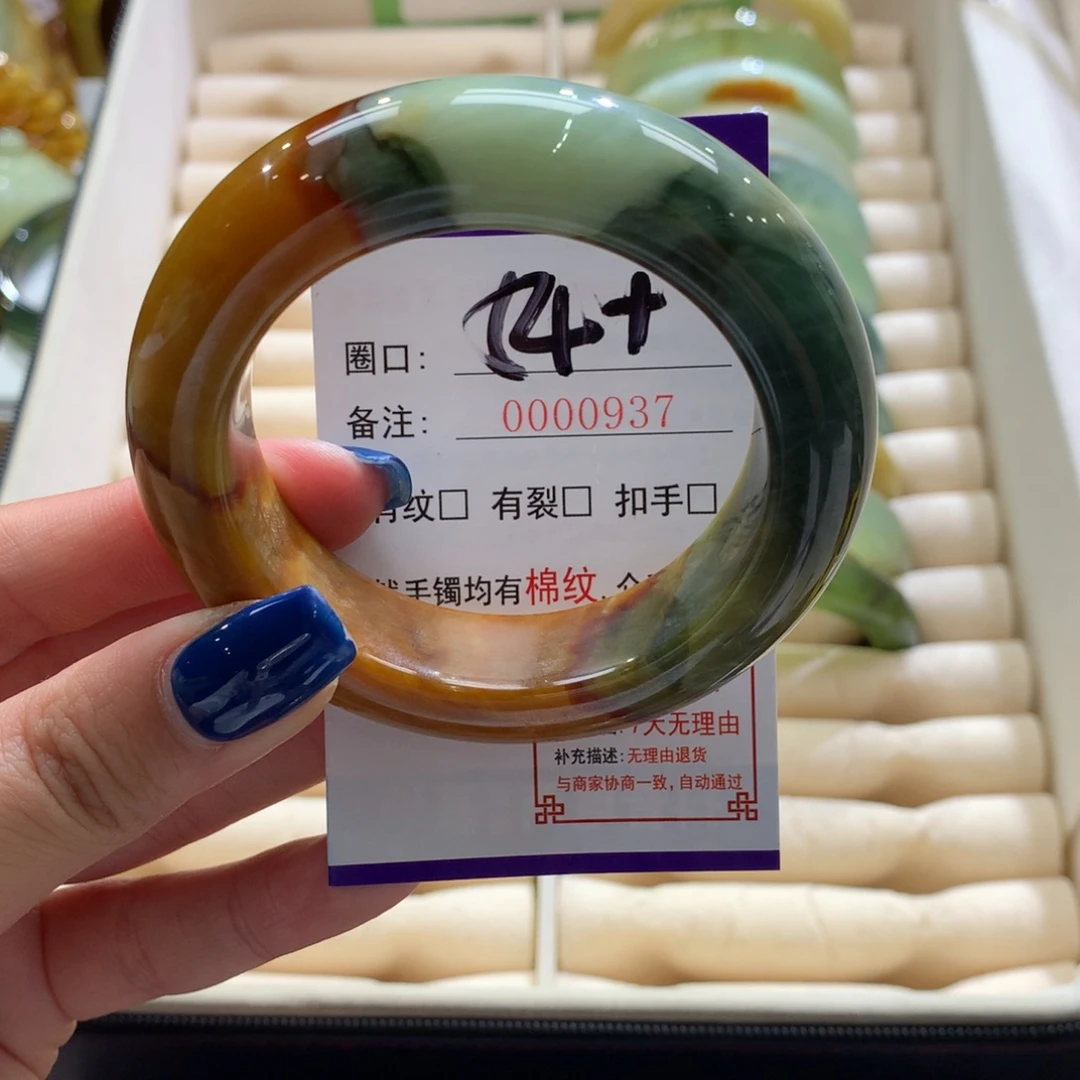 圈口: 54+
备注: 0000937
有纹□ 有裂□ 扣手□
手镯均有棉纹,
7天无理由
补充描述:无理由退货
与商家协商一致,自动通过